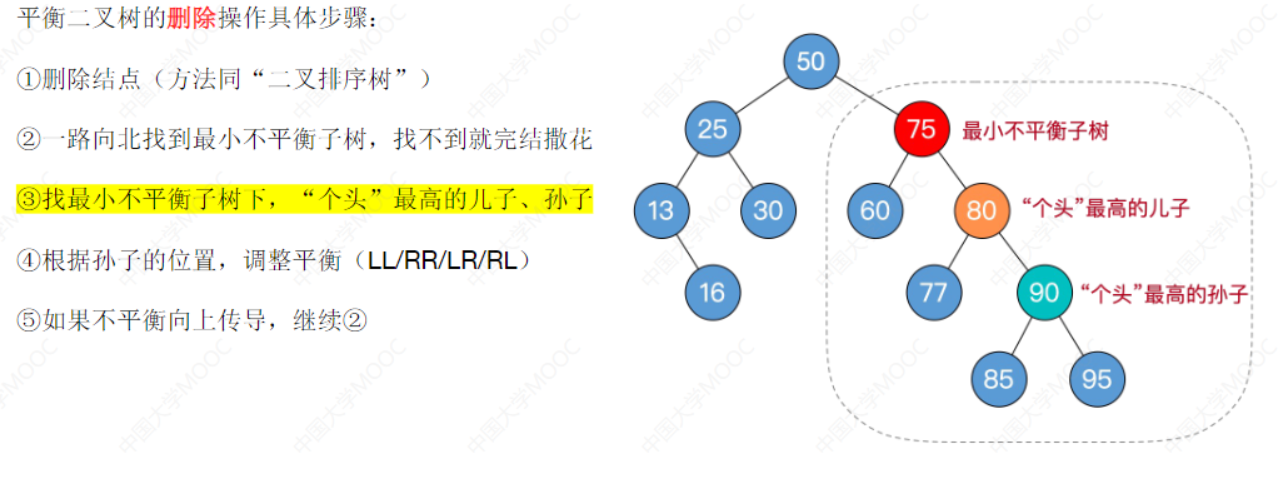 平衡二叉树的删除操作具体步骤：
①删除结点（方法同“二叉排序树”）
②一路向北找到最小不平衡子树，找不到就完结撒花
③找最小不平衡子树下，“个头”最高的儿子、孙子
④根据孙子的位置，调整平衡（LL/RR/LR/RL）
⑤如果不平衡向上传导，继续②
50
25
75
最小不平衡子树
13
30
60
80
“个头”最高的儿子
16
77
90
“个头”最高的孙子
85
95
中国大学MOOC